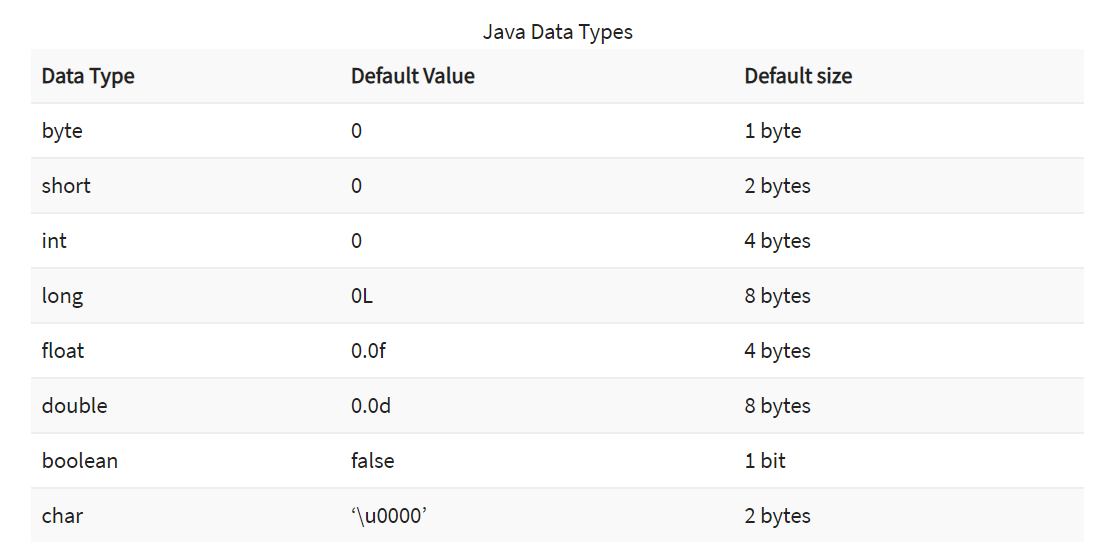 Java Data Types
Data Type Default Value Default size
byte 0 1 byte
short 0 2 bytes
int 0 4 bytes
long 0L 8 bytes
float 0.0f 4 bytes
double 0.0d 8 bytes
boolean false 1 bit
char ‘\u0000’ 2 bytes